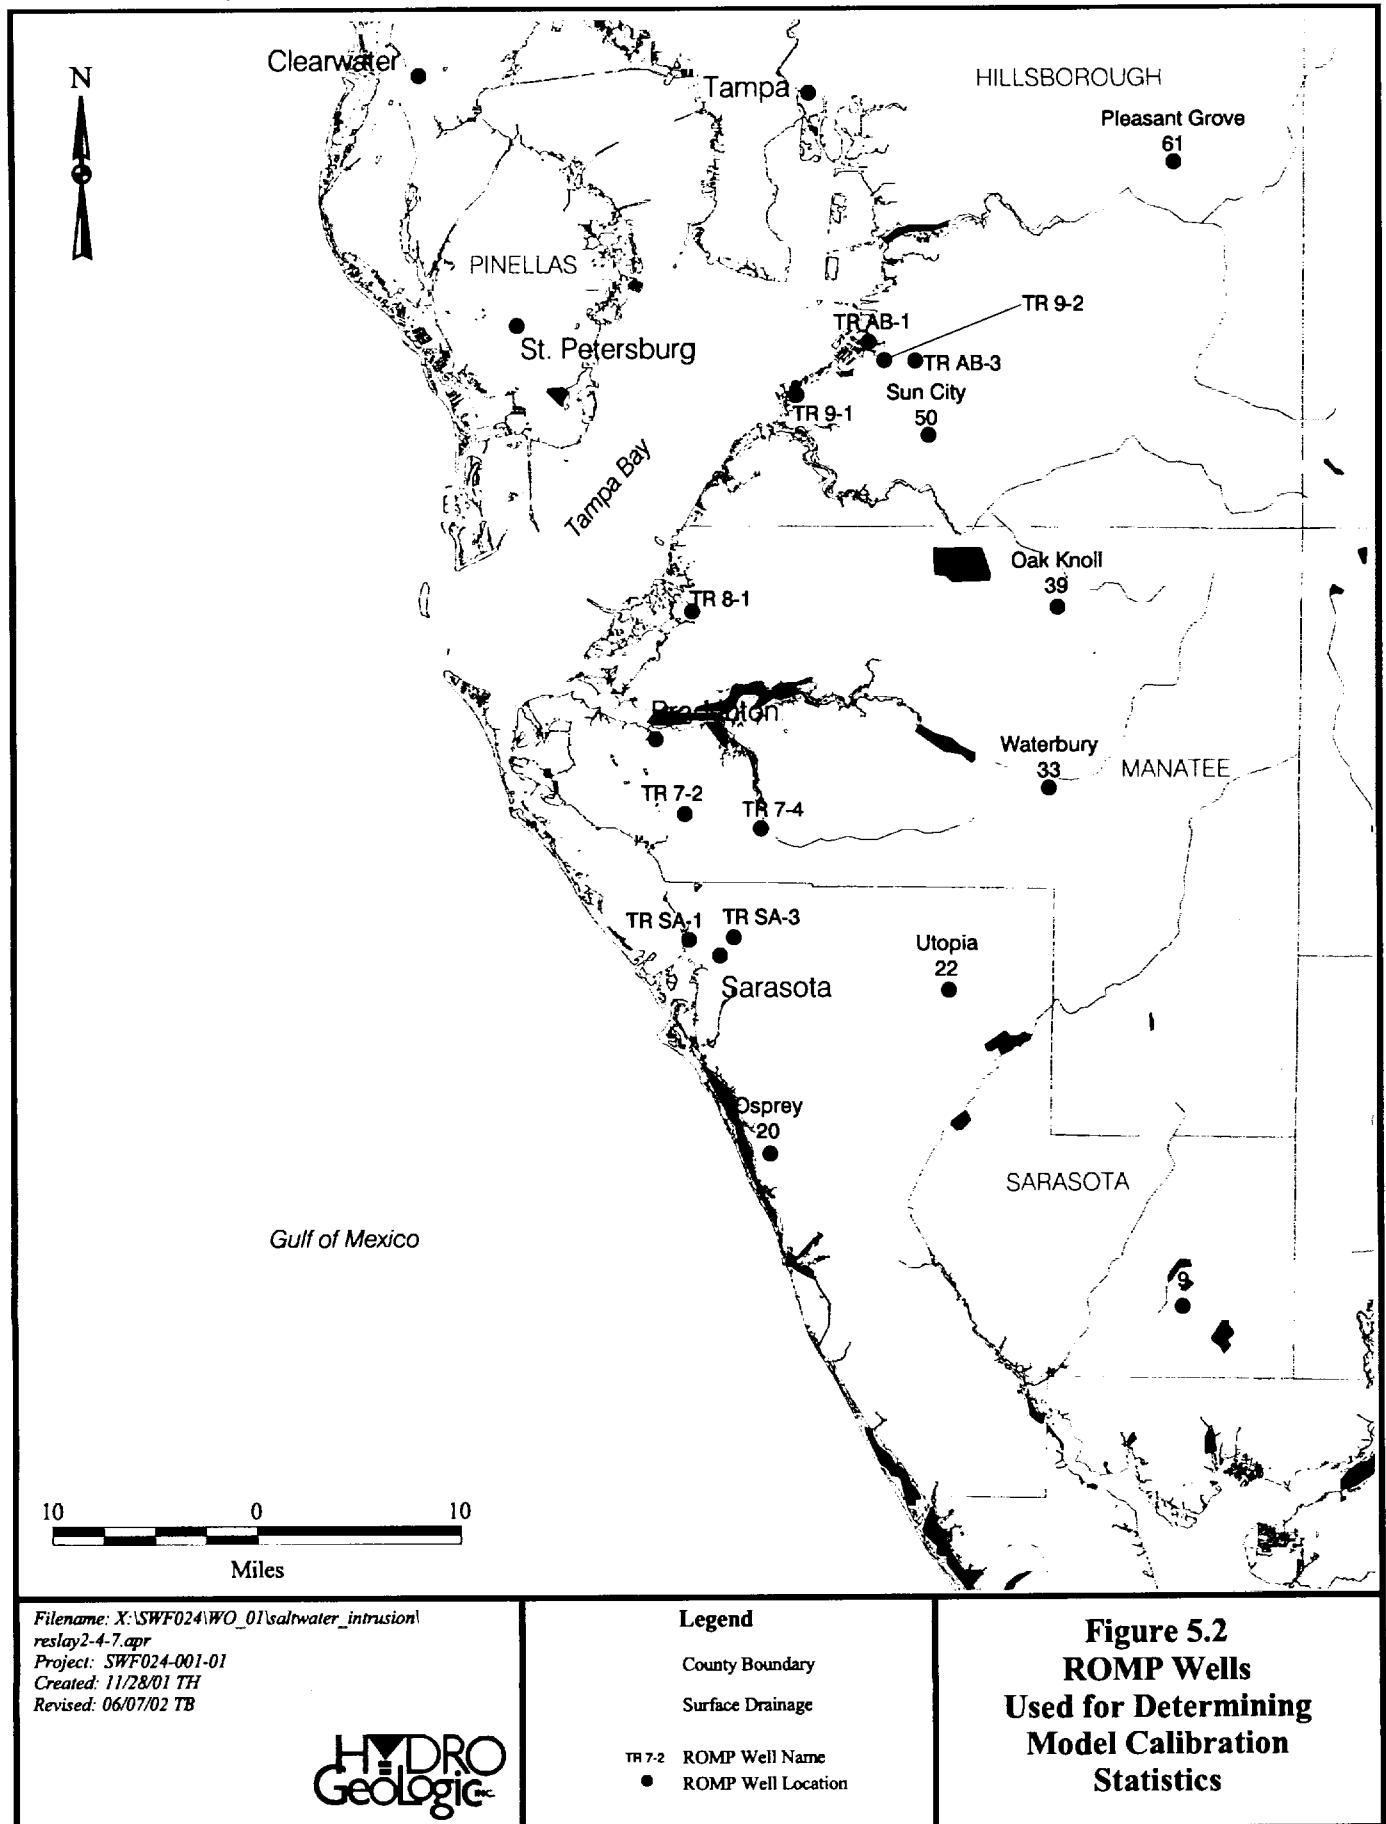 Clearwater
N
Tampa
HILLSBOROUGH
Pleasant Grove
61
PINELLAS
TR 9-2
TR AB-1
St. Petersburg
TR AB-3
Sun City
50
TR 9-1
Tampa Bay
Oak Knoll
39
TR 8-1
Waterbury
33
MANATEE
TR 7-2
TR 7-4
TR SA-1
TR SA-3
Utopia
22
Sarasota
Osprey
20
SARASOTA
Gulf of Mexico
9
10 0 10
Miles
Filename: X:\SWF024\WO_01\saltwater_intrusion\
reslay2-4-7.apr
Project: SWF024-001-01
Created: 11/28/01 TH
Revised: 06/07/02 TB
HYDRO
GeoLogic INC
Legend
County Boundary
Surface Drainage
TR 7-2 ROMP Well Name
ROMP Well Location
Figure 5.2
ROMP Wells
Used for Determining
Model Calibration
Statistics